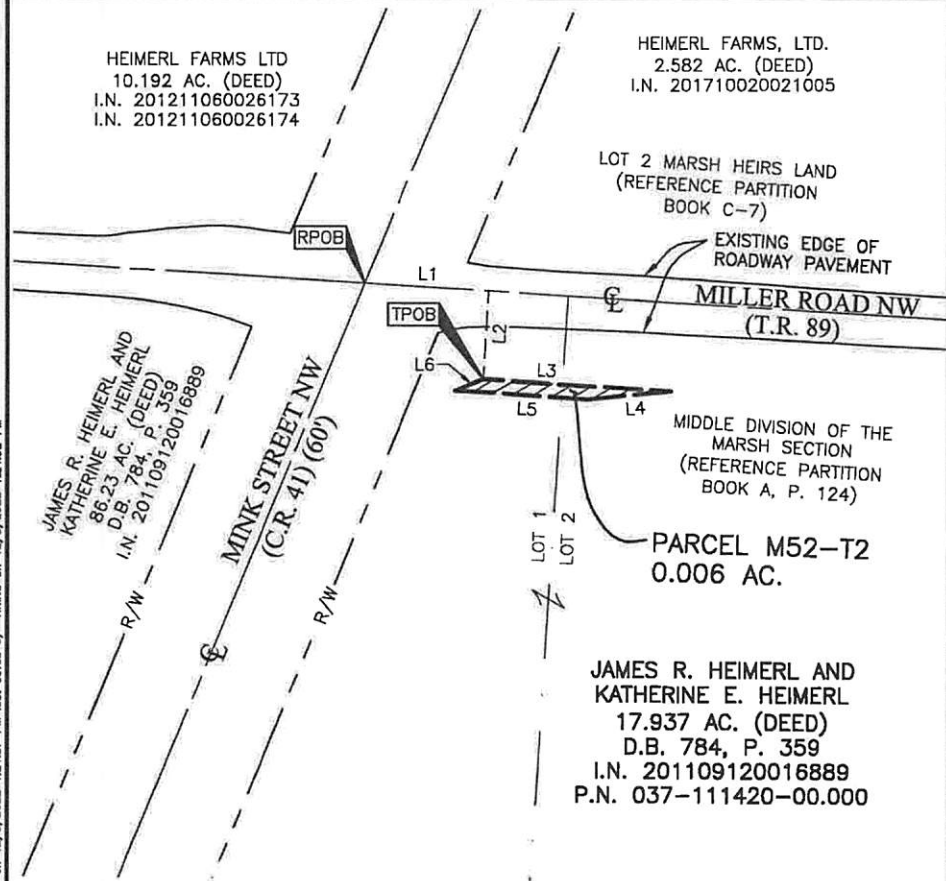 HEIMERL FARMS LTD
10.192 AC. (DEED)
I.N. 201211060026173
I.N. 201211060026174
HEIMERL FARMS, LTD.
2.582 AC. (DEED)
I.N. 201710020021005
LOT 2 MARSH HEIRS LAND
(REFERENCE PARTITION
BOOK C-7)
EXISTING EDGE OF
ROADWAY PAVEMENT
RPOB
L1
CL
MILLER ROAD NW
(T.R. 89)
TPOB
L2
L6
L3
L5
L4
JAMES R. HEIMERL AND
KATHERINE E. HEIMERL
86.23 AC. (DEED)
D.B. 784, P. 359
I.N. 201109120016889
MINK STREET NW
(C.R. 41) (60')
MIDDLE DIVISION OF THE
MARSH SECTION
(REFERENCE PARTITION
BOOK A, P. 124)
LOT 1
LOT 2
PARCEL M52-T2
0.006 AC.
R/W
R/W
CL
JAMES R. HEIMERL AND
KATHERINE E. HEIMERL
17.937 AC. (DEED)
D.B. 784, P. 359
I.N. 201109120016889
P.N. 037-111420-00.000